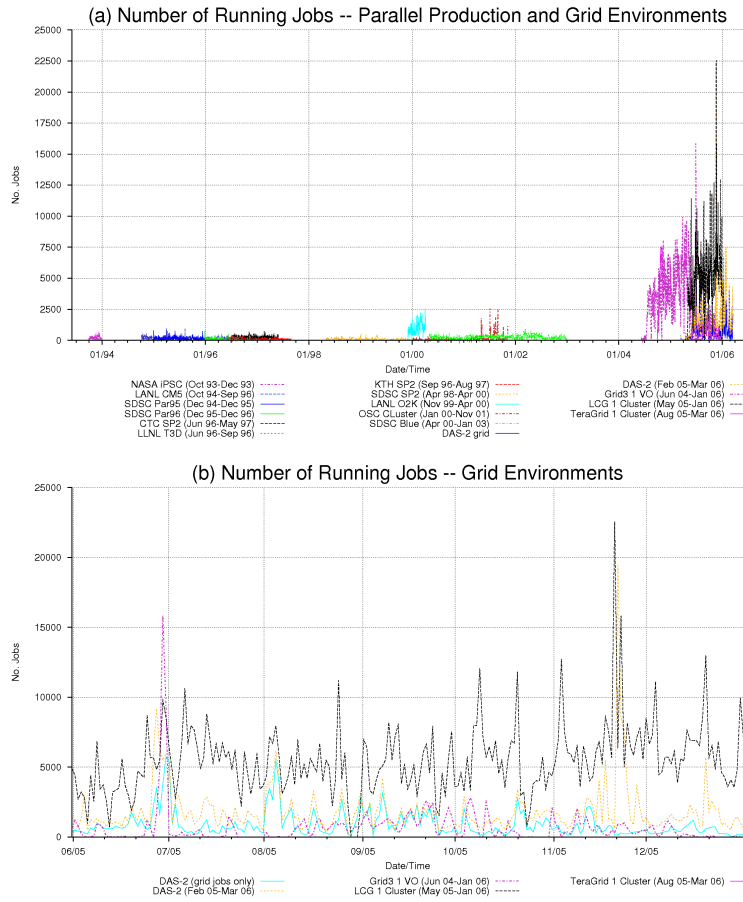 (a) Number of Running Jobs -- Parallel Production and Grid Environments
25000
22500
20000
17500
15000
12500
10000
7500
5000
2500
0
No. Jobs
01/94 01/96 01/98 01/00 01/02 01/04 01/06
Date/Time
NASA iPSC (Oct 93-Dec 93) KTH SP2 (Sep 96-Aug 97) DAS-2 (Feb 05-Mar 06)
LANL CM5 (Oct 94-Sep 96) SDSC SP2 (Apr 98-Apr 00) Grid3 1 VO (Jun 04-Jan 06)
SDSC Par95 (Dec 94-Dec 95) LANL O2K (Nov 99-Apr 00) LCG 1 Cluster (May 05-Jan 06)
SDSC Par96 (Dec 95-Dec 96) OSC CLuster (Jan 00-Nov 01) TeraGrid 1 Cluster (Aug 05-Mar 06)
CTC SP2 (Jun 96-May 97) SDSC Blue (Apr 00-Jan 03)
LLNL T3D (Jun 96-Sep 96) DAS-2 grid
(b) Number of Running Jobs -- Grid Environments
25000
20000
15000
10000
5000
0
No. Jobs
06/05 07/05 08/05 09/05 10/05 11/05 12/05
Date/Time
DAS-2 (grid jobs only) Grid3 1 VO (Jun 04-Jan 06) TeraGrid 1 Cluster (Aug 05-Mar 06)
DAS-2 (Feb 05-Mar 06) LCG 1 Cluster (May 05-Jan 06)